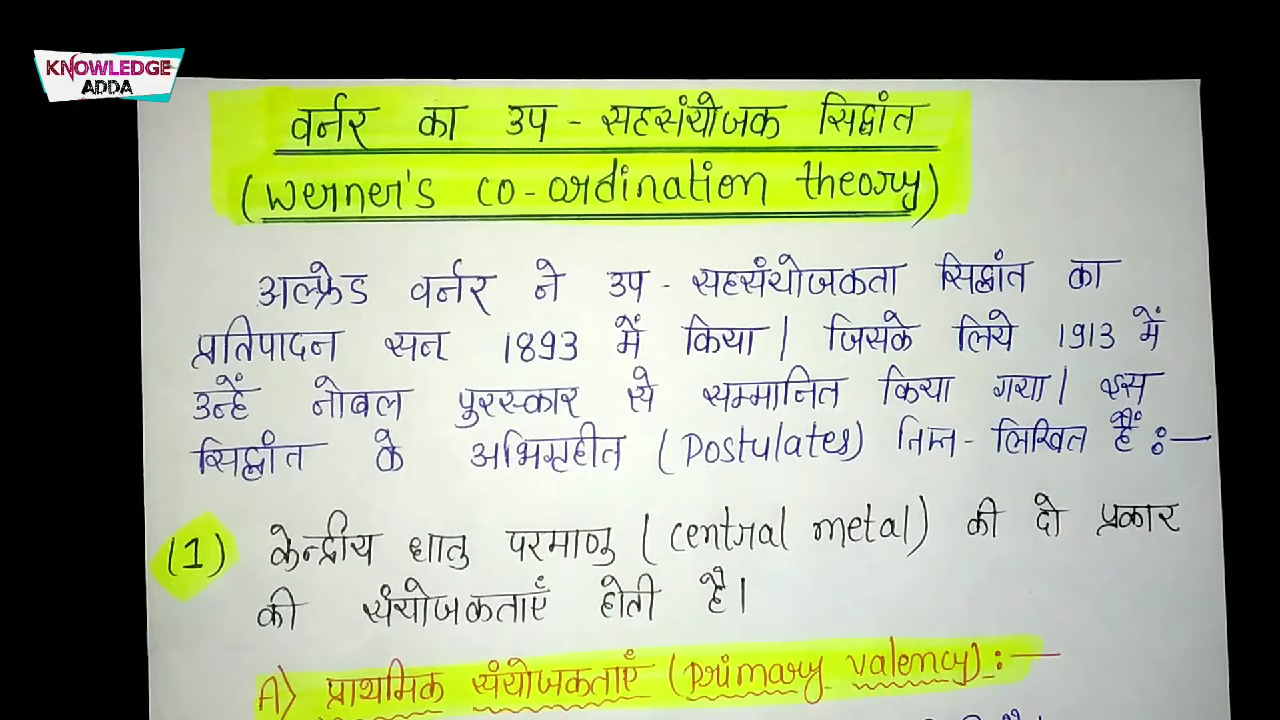 KNOWLEDGE
ADDA
वर्नर का उप - सहसंयोजक सिद्धांत
(Werner's co-ordination theory)
अल्फ्रेड वर्नर ने उप - सहसंयोजकता सिद्धांत का
प्रतिपादन सन् 1893 में किया। जिसके लिये 1913 में
उन्हें नोबल पुरस्कार से सम्मानित किया गया। इस
सिद्धांत के अभिगृहीत (Postulates) निम्न - लिखित हैं :—
(1) केन्द्रीय धातु परमाणु (central metal) की दो प्रकार
की संयोजकताएँ होती है।
A) प्राथमिक संयोजकताएँ (primary valency) :—